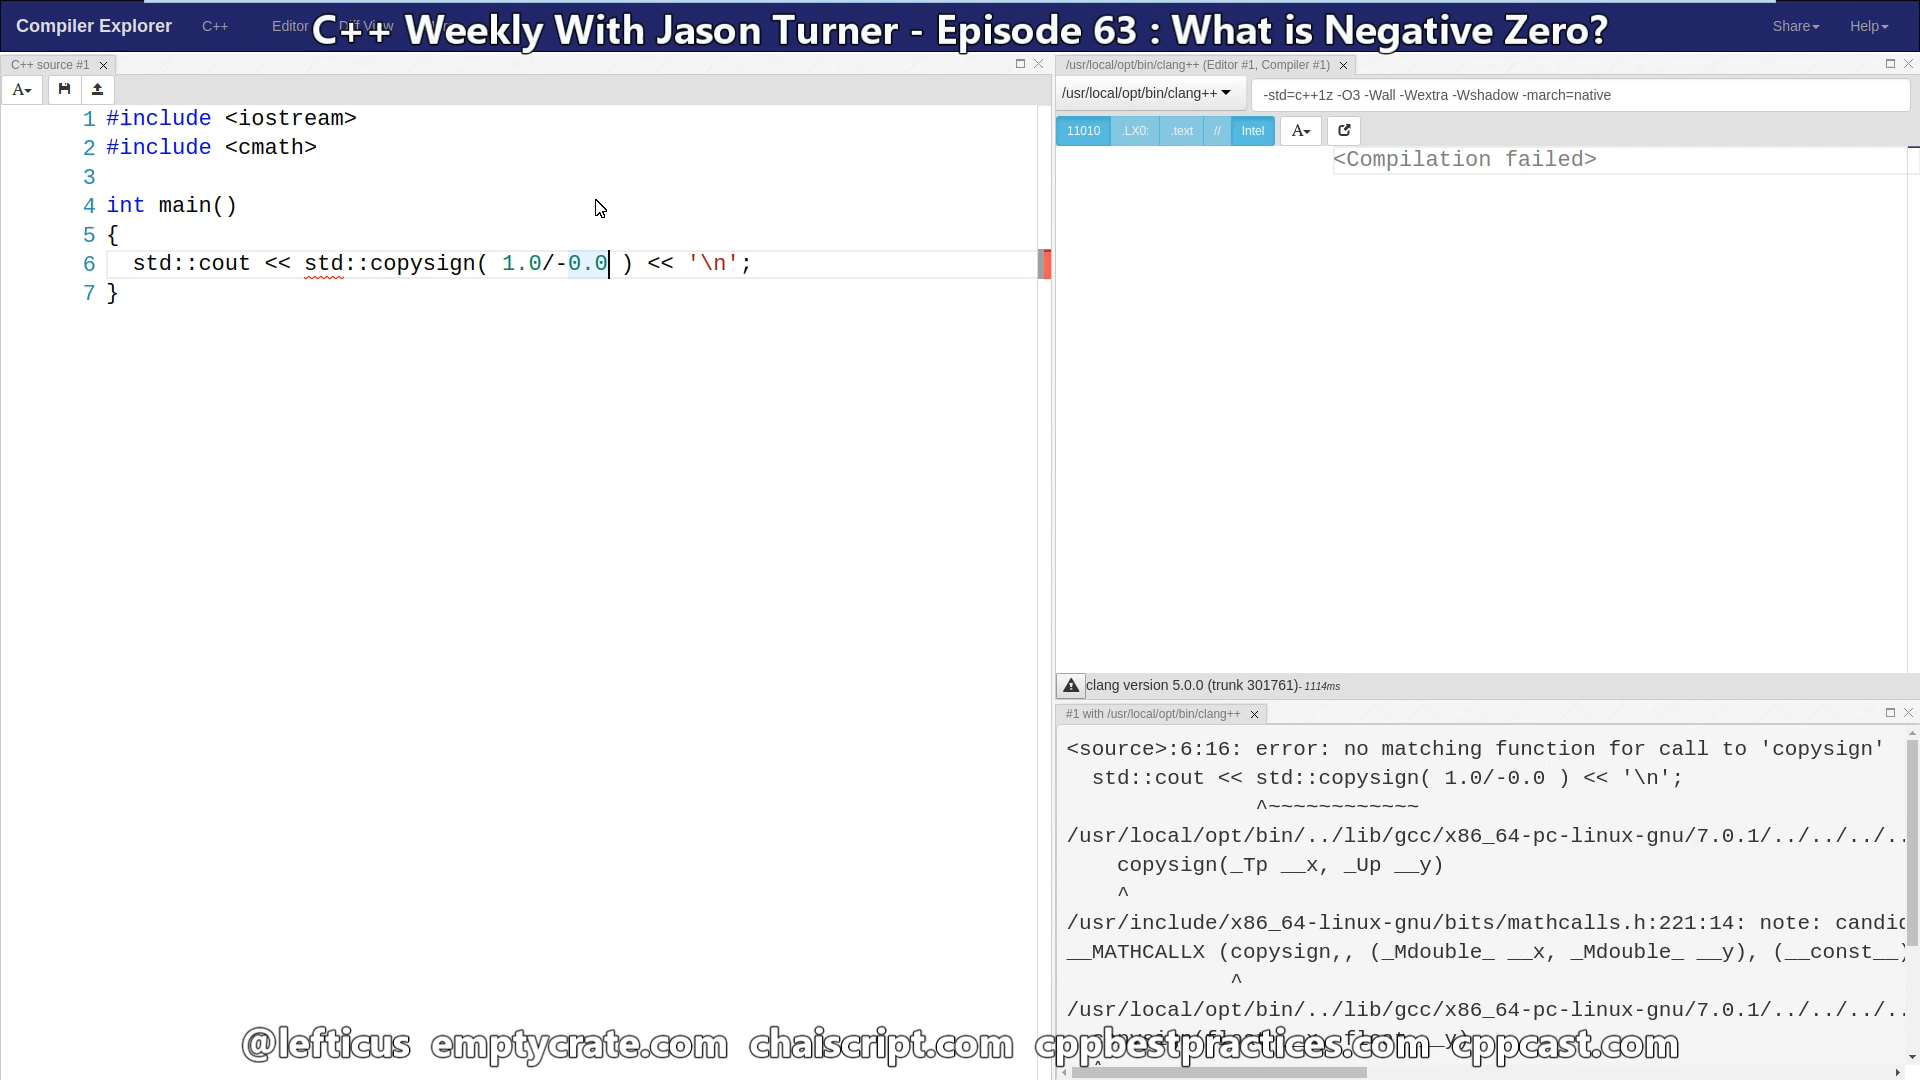 Compiler Explorer C++ Editor Diff View Share Help
C++ Weekly With Jason Turner - Episode 63 : What is Negative Zero?
C++ source #1
A
1 #include <iostream>
2 #include <cmath>
3
4 int main()
5 {
6 std::cout << std::copysign( 1.0/-0.0 ) << '\n';
7 }
/usr/local/opt/bin/clang++ (Editor #1, Compiler #1)
/usr/local/opt/bin/clang++ -std=c++1z -O3 -Wall -Wextra -Wshadow -march=native
11010 .LX0: .text // Intel A
<Compilation failed>
clang version 5.0.0 (trunk 301761)- 1114ms
#1 with /usr/local/opt/bin/clang++
<source>:6:16: error: no matching function for call to 'copysign'
std::cout << std::copysign( 1.0/-0.0 ) << '\n';
^~~~~~~~~~~~~
/usr/local/opt/bin/../lib/gcc/x86_64-pc-linux-gnu/7.0.1/../../../..
copysign(_Tp __x, _Up __y)
^
/usr/include/x86_64-linux-gnu/bits/mathcalls.h:221:14: note: candid
__MATHCALLX (copysign,, (_Mdouble_ __x, _Mdouble_ __y), (__const__)
^
/usr/local/opt/bin/../lib/gcc/x86_64-pc-linux-gnu/7.0.1/../../../..
copysign(float __x, float __y)
^
@lefticus emptycrate.com chaiscript.com cppbestpractices.com cppcast.com